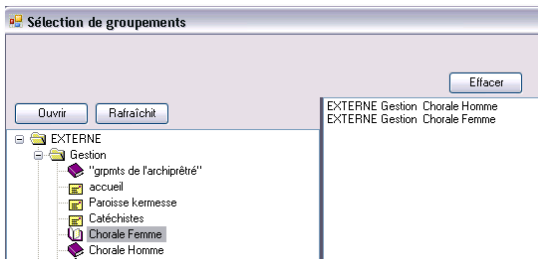 Sélection de groupements
Effacer
Ouvrir
Rafraîchit
EXTERNE Gestion Chorale Homme
EXTERNE Gestion Chorale Femme
EXTERNE
Gestion
"grpmts de l'archiprêtré"
accueil
Paroisse kermesse
Catéchistes
Chorale Femme
Chorale Homme